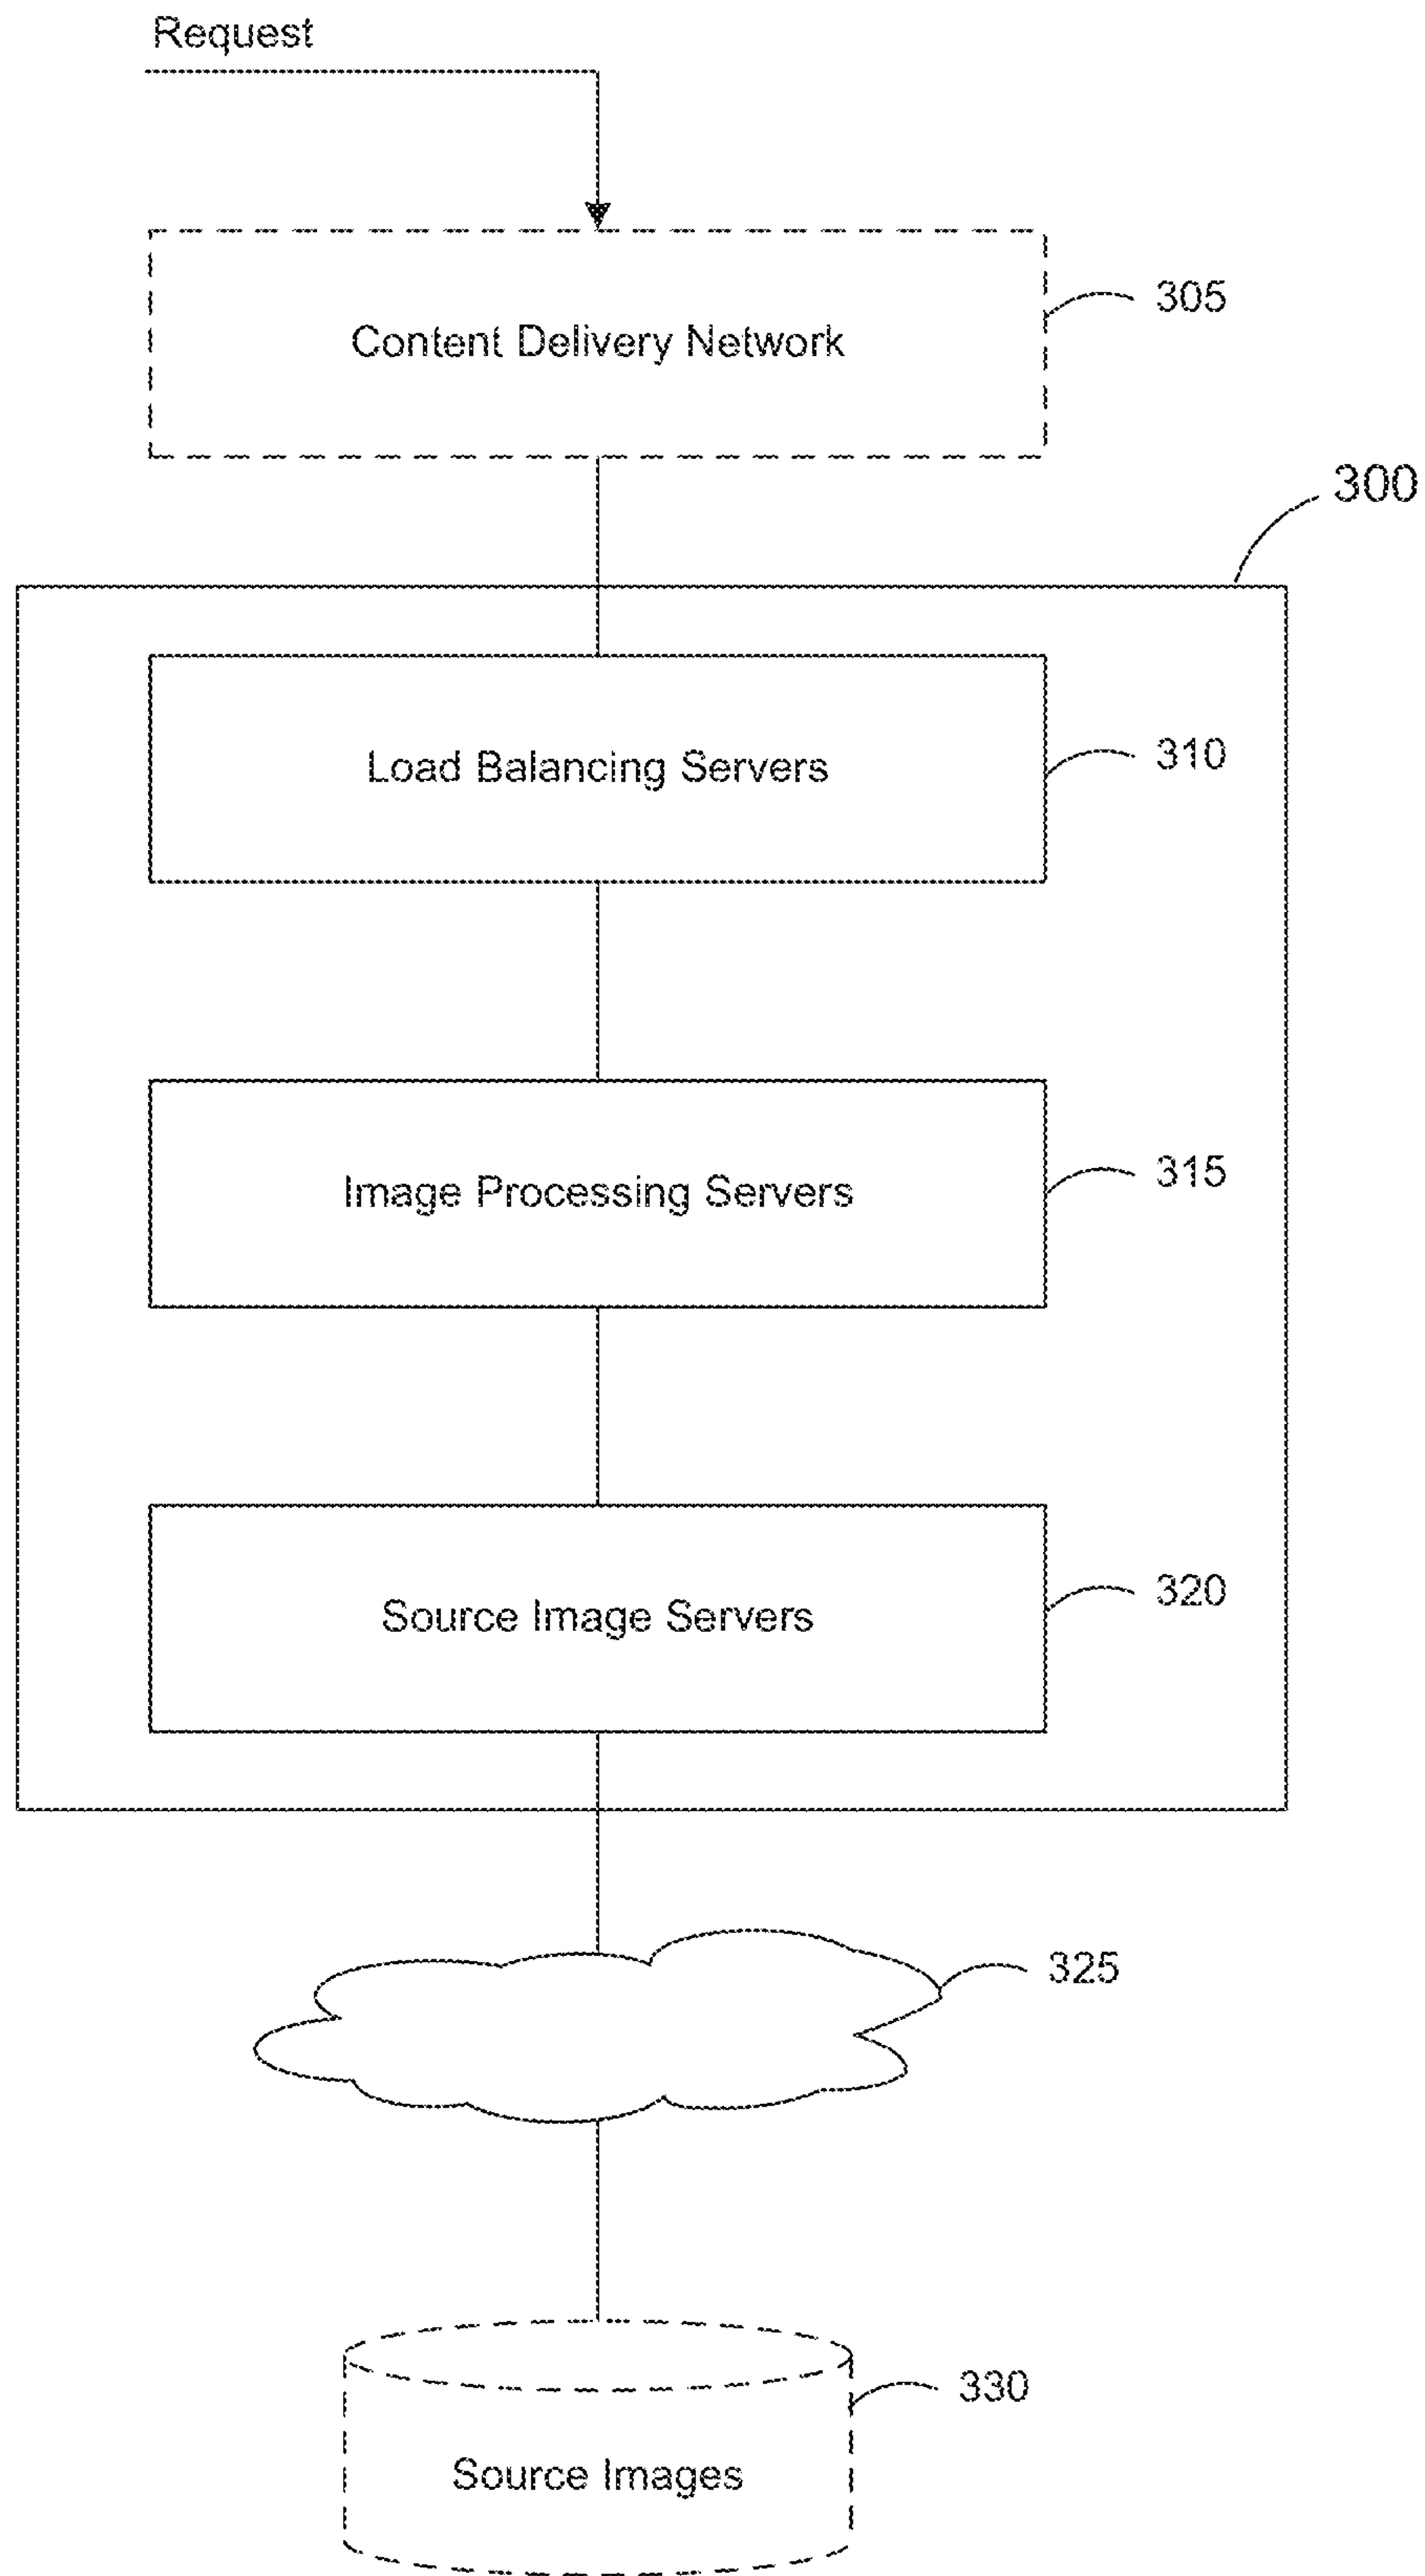 Request
Content Delivery Network
305
300
Load Balancing Servers
310
Image Processing Servers
315
Source Image Servers
320
325
330
Source Images